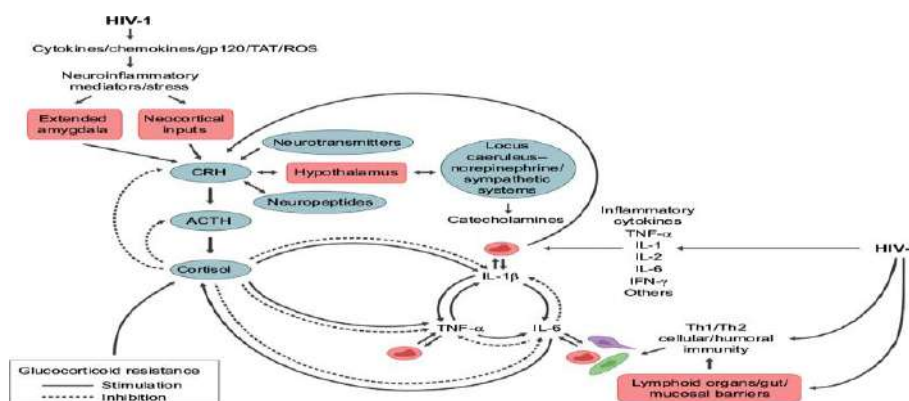 HIV-1
Cytokines/chemokines/gp120/TAT/ROS
Neuroinflammatory
mediators/stress
Extended
amygdala
Neocortical
inputs
Neurotransmitters
CRH
Hypothalamus
Neuropeptides
Locus
caeruleus–
norepinephrine/
sympathetic
systems
Catecholamines
ACTH
Cortisol
Inflammatory
cytokines
TNF-α
IL-1
IL-2
IL-6
IFN-γ
Others
HIV-
IL-1β
TNF-α
IL-6
Th1/Th2
cellular/humoral
immunity
Lymphoid organs/gut/
mucosal barriers
Glucocorticoid resistance
Stimulation
Inhibition